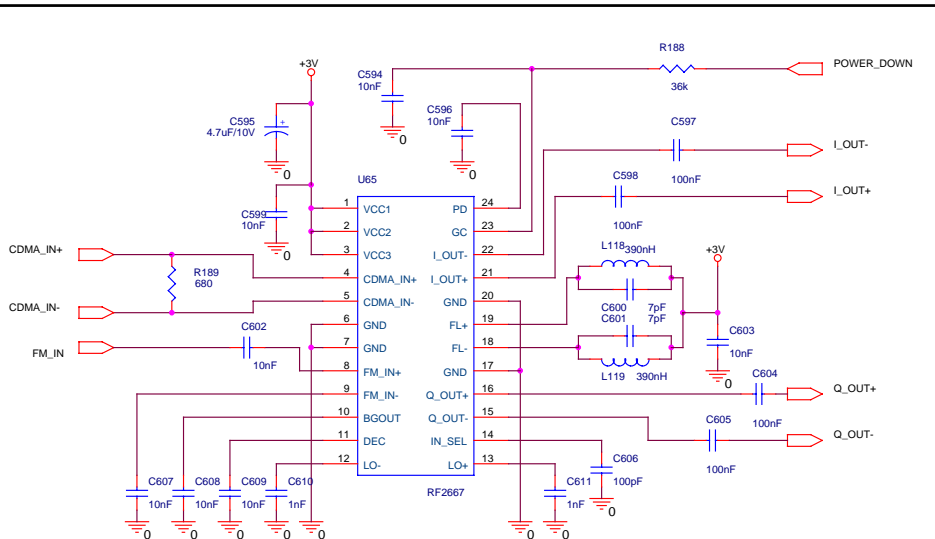 R188
36k
POWER_DOWN
+3V
C594
10nF
C596
10nF
C595
4.7uF/10V
+
0
0
0
C597
100nF
I_OUT-
C598
100nF
I_OUT+
C599
10nF
0
U65
1 VCC1 PD 24
2 VCC2 GC 23
3 VCC3 I_OUT- 22
4 CDMA_IN+ I_OUT+ 21
5 CDMA_IN- GND 20
6 GND FL+ 19
7 GND FL- 18
8 FM_IN+ GND 17
9 FM_IN- Q_OUT+ 16
10 BGOUT Q_OUT- 15
11 DEC IN_SEL 14
12 LO- LO+ 13
RF2667
CDMA_IN+
R189
680
CDMA_IN-
C602
10nF
FM_IN
L118
390nH
C600 7pF
C601 7pF
L119 390nH
+3V
C603
10nF
0
C604
100nF
Q_OUT+
C605
100nF
Q_OUT-
C606
100pF
0
C607
10nF
0
C608
10nF
0
C609
10nF
0
C610
1nF
0
0
0
C611
1nF
0